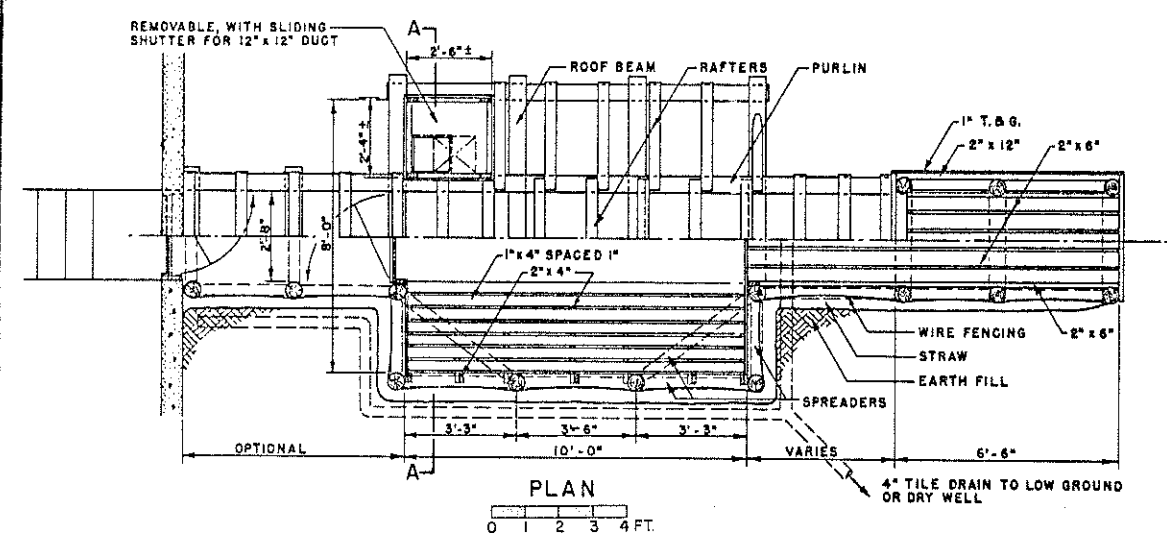 REMOVABLE, WITH SLIDING
SHUTTER FOR 12" x 12" DUCT
A
2'-6" ±
ROOF BEAM
RAFTERS
PURLIN
1" T. & G.
2" x 12"
2" x 6"
2'-4" ±
2'-8"
8'-0"
1" x 4" SPACED 1"
2" x 4"
2" x 6"
WIRE FENCING
STRAW
EARTH FILL
SPREADERS
3'-3"
3'-6"
3'-3"
OPTIONAL
A
10'-0"
VARIES
6'-6"
4" TILE DRAIN TO LOW GROUND
OR DRY WELL
PLAN
0 1 2 3 4 FT.